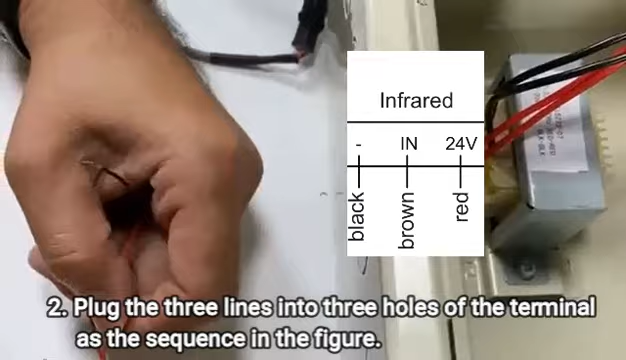 Infrared
- IN 24V
black brown red
2. Plug the three lines into three holes of the terminal
as the sequence in the figure.